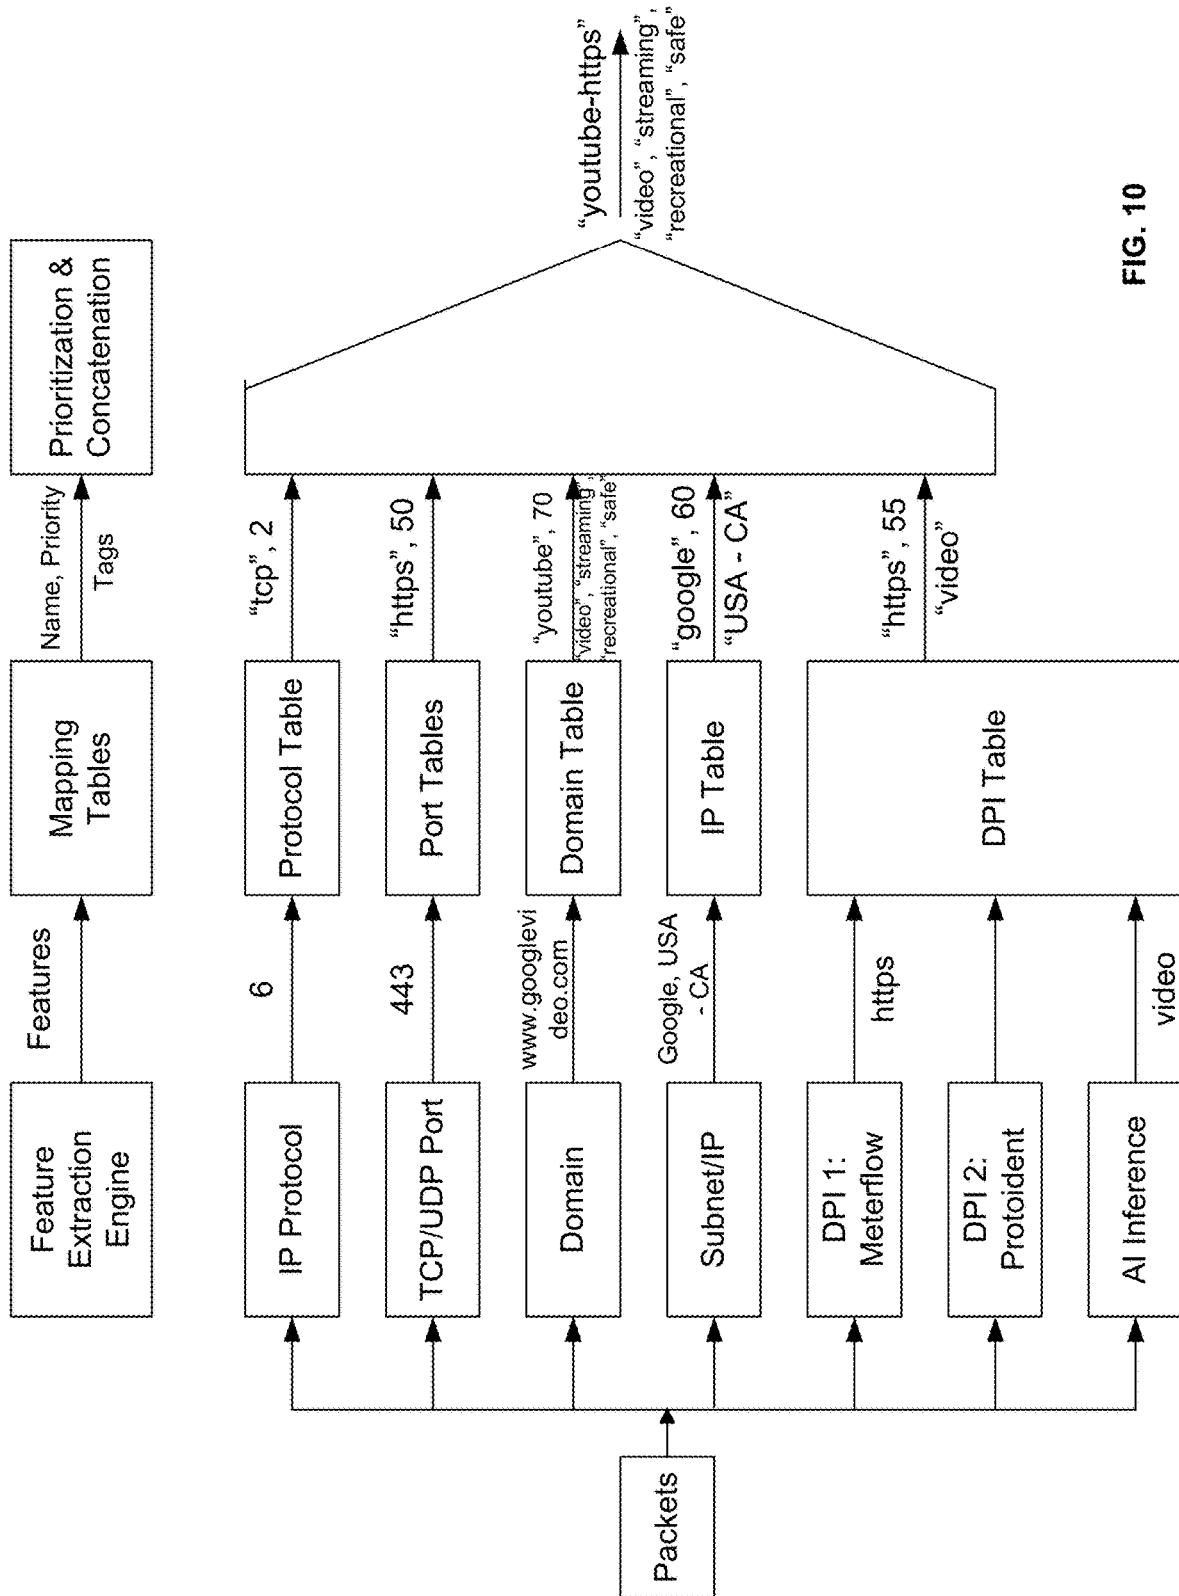 Feature
Extraction
Engine
Features
Mapping
Tables
Name, Priority
Tags
Prioritization &
Concatenation
Packets
IP Protocol
6
Protocol Table
“tcp”, 2
TCP/UDP Port
443
Port Tables
“https”, 50
Domain
www.googlevi
deo.com
Domain Table
“youtube”, 70
“video”, “streaming”,
“recreational”, “safe”
Subnet/IP
Google, USA
- CA
IP Table
“google”, 60
“USA - CA”
DPI 1:
Meterflow
https
DPI 2:
Protoident
AI Inference
video
DPI Table
“https”, 55
“video”
“youtube-https”
“video”, “streaming”,
“recreational”, “safe”
FIG. 10